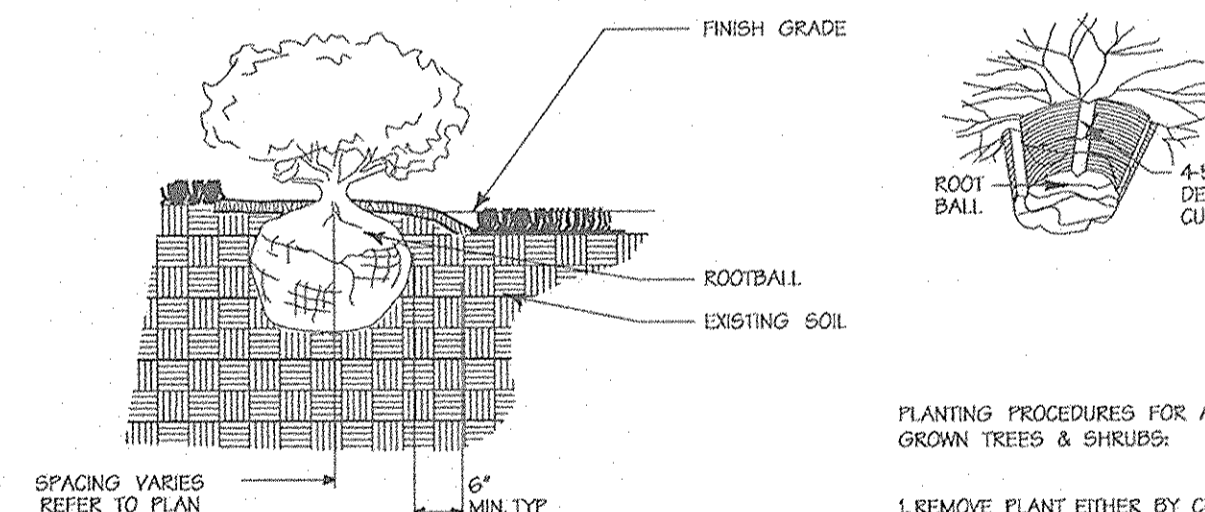 FINISH GRADE
ROOTBALL
EXISTING SOIL
SPACING VARIES
REFER TO PLAN
6"
MIN. TYP
ROOT
BALL
PLANTING PROCEDURES FOR
GROWN TREES & SHRUBS:
1. REMOVE PLANT EITHER BY